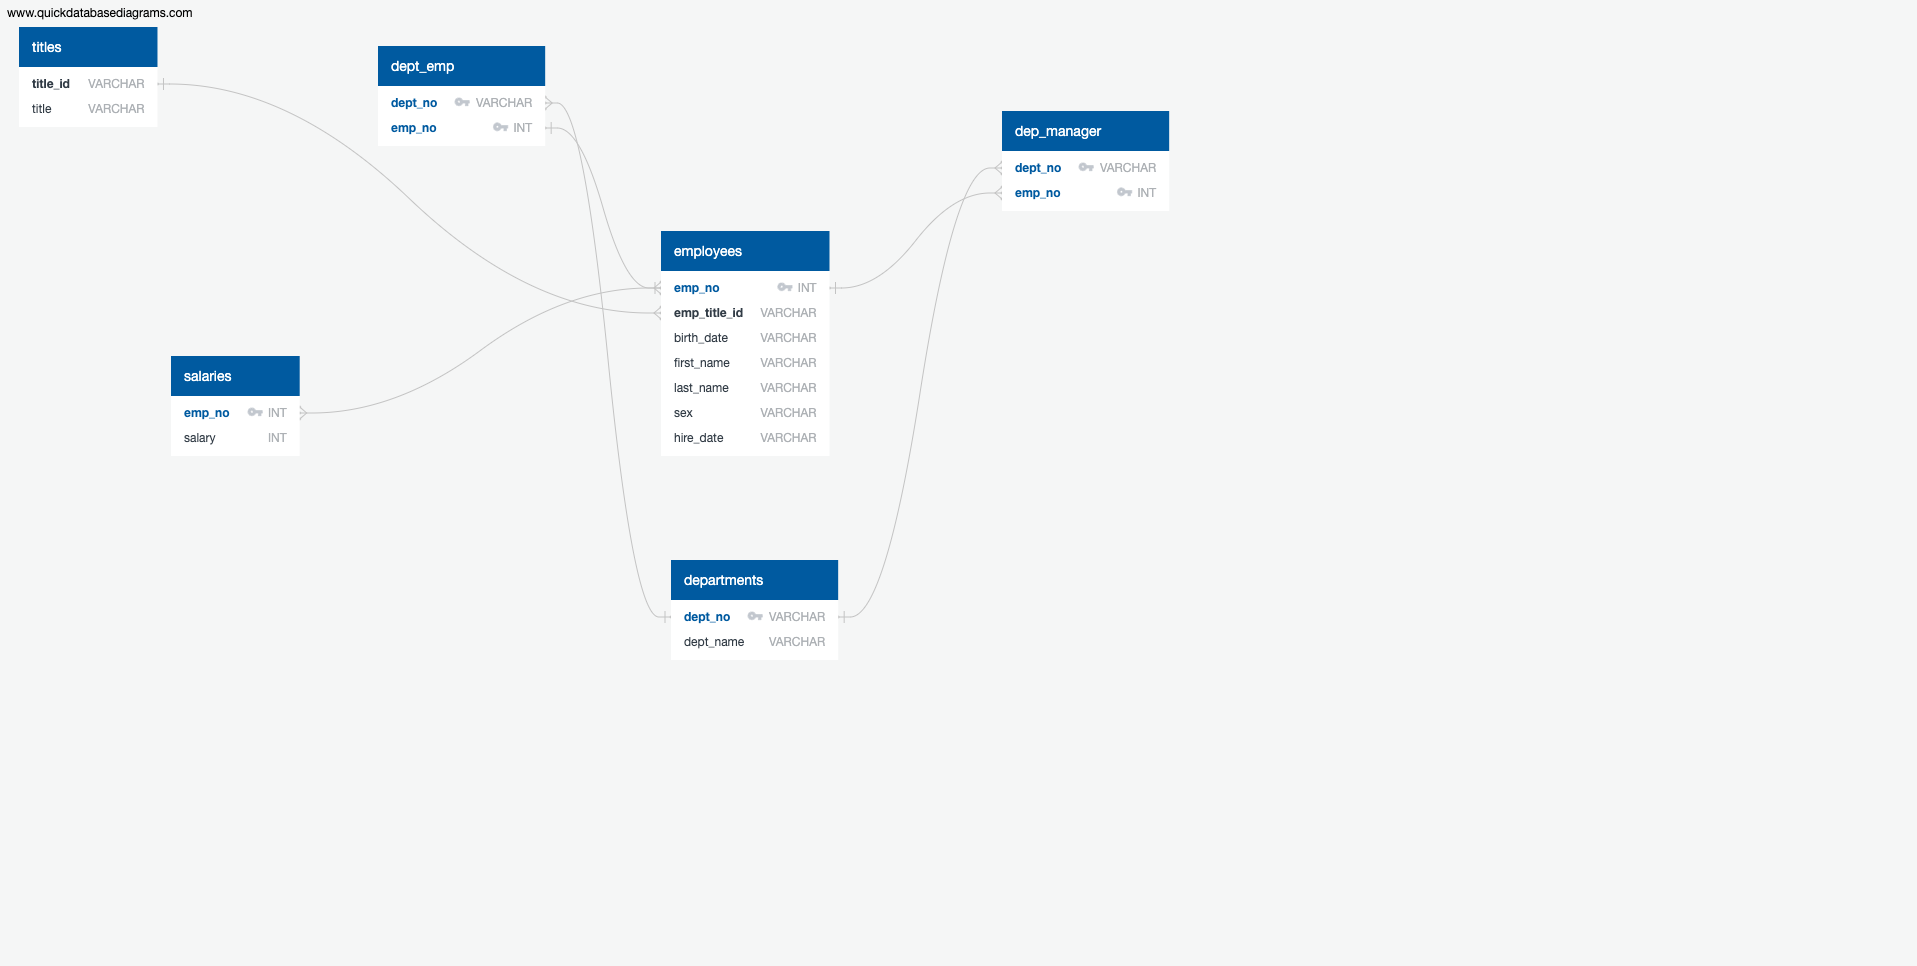 www.quickdatabasediagrams.com
titles
title_id VARCHAR
title VARCHAR
dept_emp
dept_no VARCHAR
emp_no INT
dep_manager
dept_no VARCHAR
emp_no INT
employees
emp_no INT
emp_title_id VARCHAR
birth_date VARCHAR
first_name VARCHAR
last_name VARCHAR
sex VARCHAR
hire_date VARCHAR
salaries
emp_no INT
salary INT
departments
dept_no VARCHAR
dept_name VARCHAR